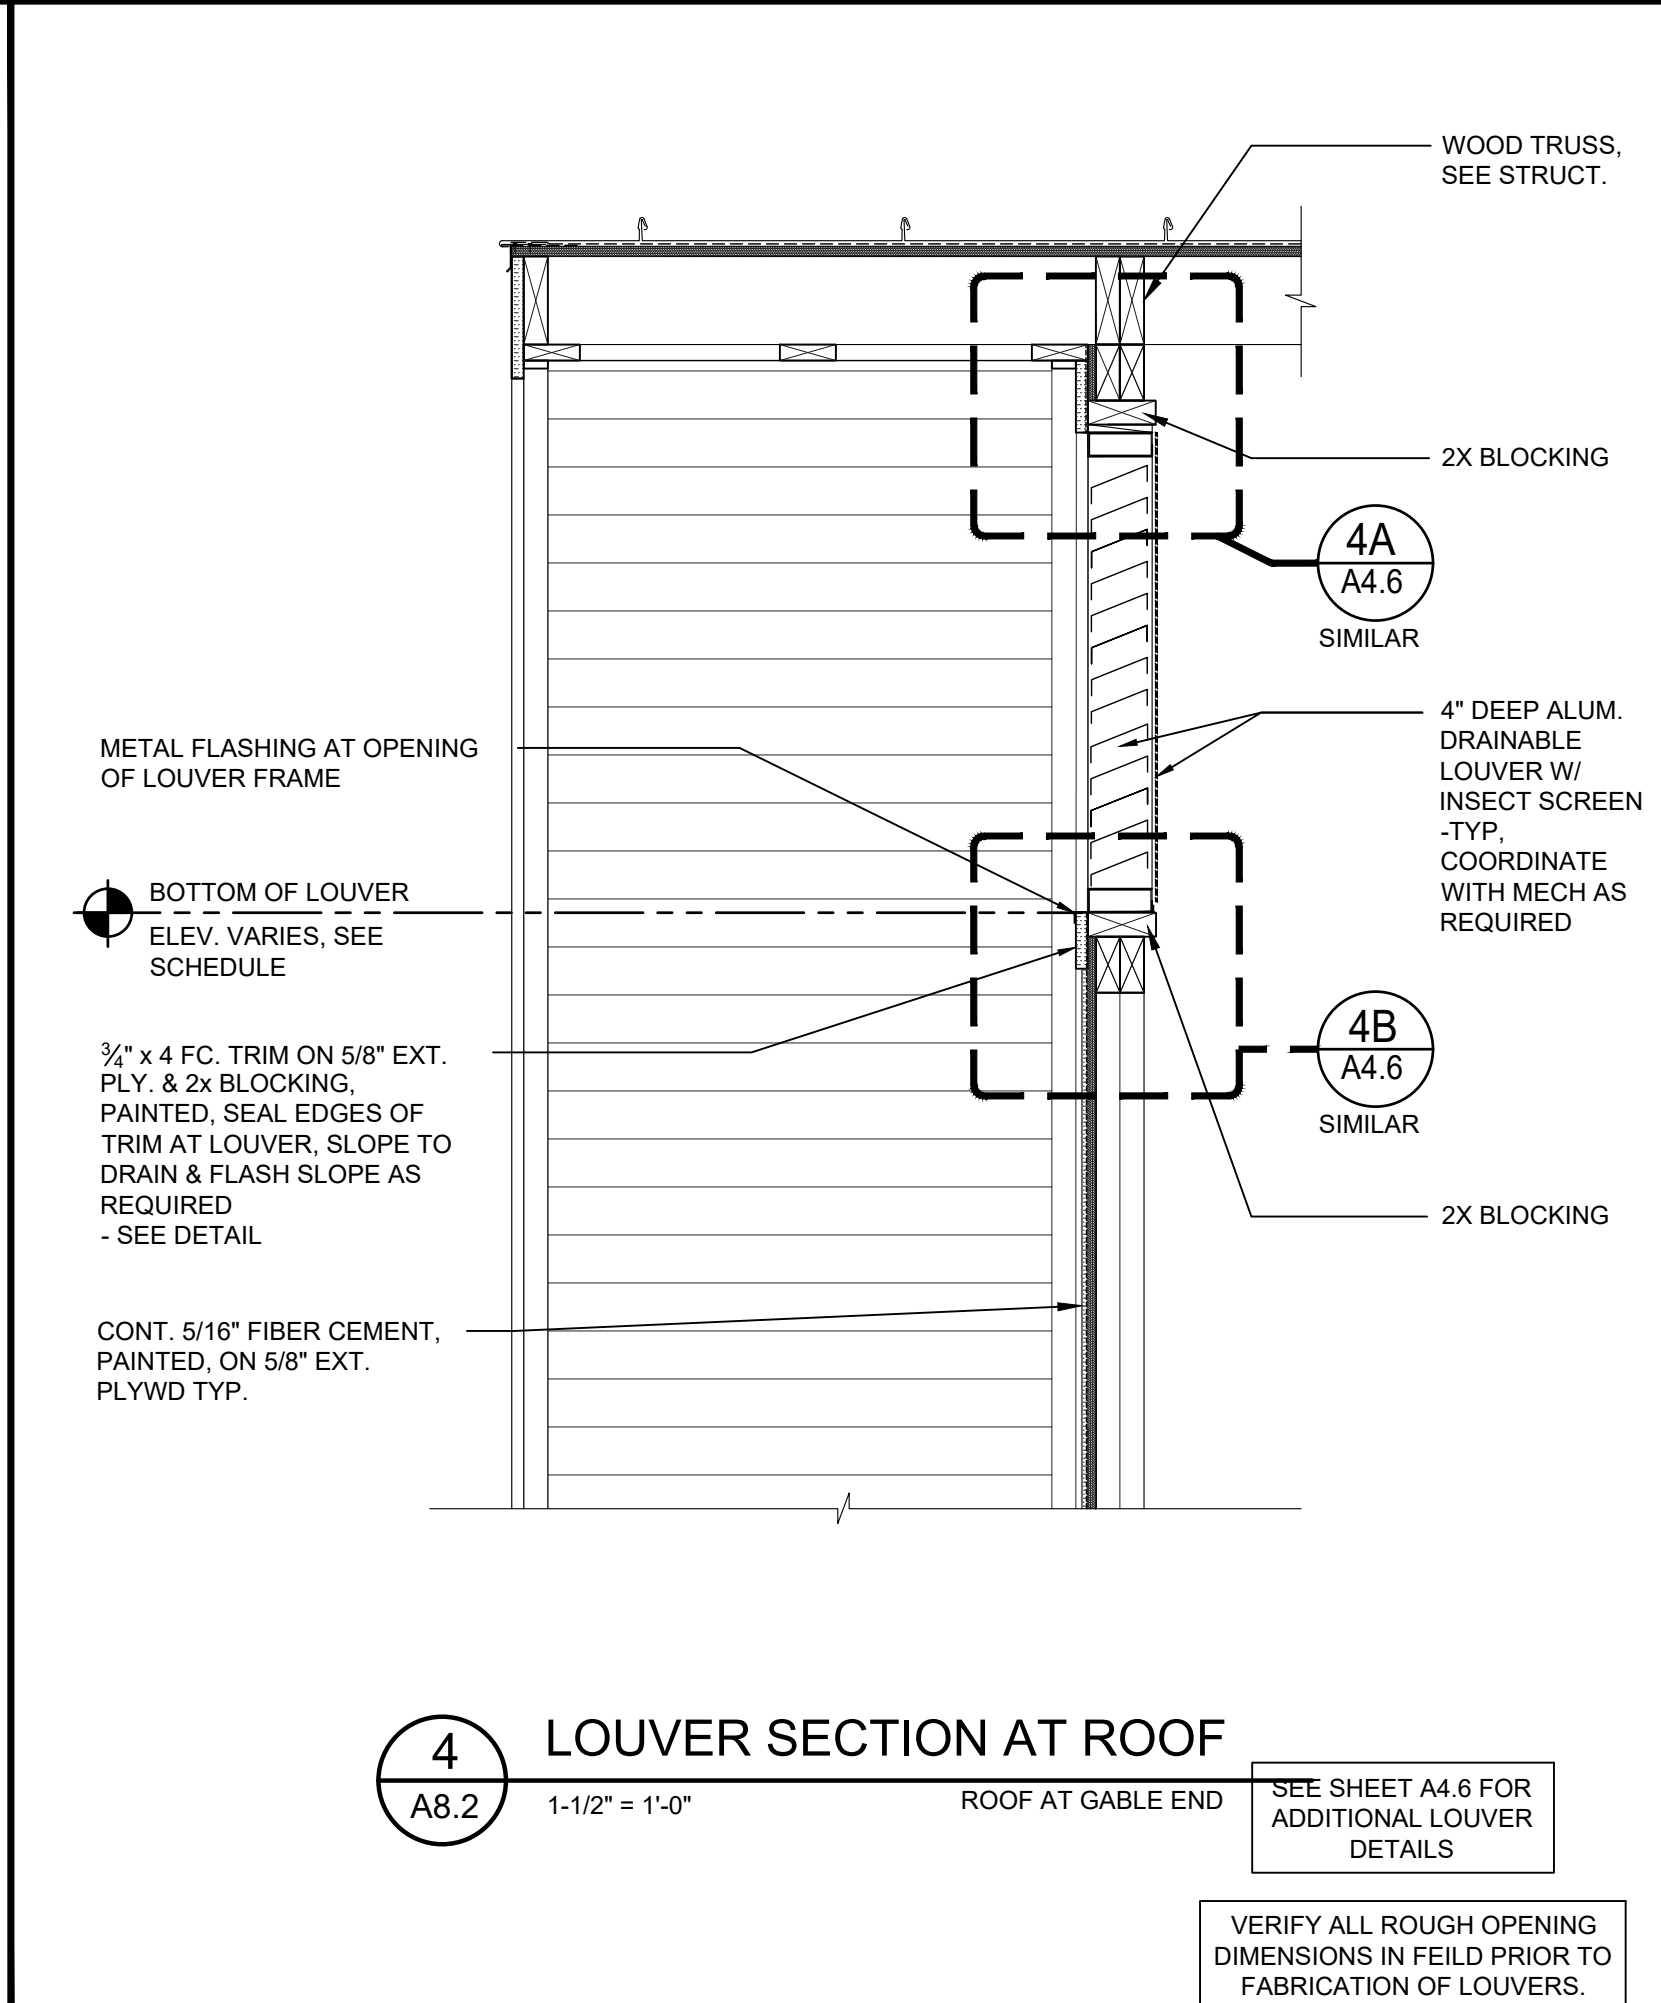 WOOD TRUSS,
SEE STRUCT.
2X BLOCKING
4A
A4.6
SIMILAR
4" DEEP ALUM.
DRAINABLE
LOUVER W/
INSECT SCREEN
-TYP,
COORDINATE
WITH MECH AS
REQUIRED
METAL FLASHING AT OPENING
OF LOUVER FRAME
BOTTOM OF LOUVER
ELEV. VARIES, SEE
SCHEDULE
¾" x 4 FC. TRIM ON 5/8" EXT.
PLY. & 2x BLOCKING,
PAINTED, SEAL EDGES OF
TRIM AT LOUVER, SLOPE TO
DRAIN & FLASH SLOPE AS
REQUIRED
- SEE DETAIL
4B
A4.6
SIMILAR
2X BLOCKING
CONT. 5/16" FIBER CEMENT,
PAINTED, ON 5/8" EXT.
PLYWD TYP.
4
A8.2
LOUVER SECTION AT ROOF
1-1/2" = 1'-0"
ROOF AT GABLE END
SEE SHEET A4.6 FOR
ADDITIONAL LOUVER
DETAILS
VERIFY ALL ROUGH OPENING
DIMENSIONS IN FEILD PRIOR TO
FABRICATION OF LOUVERS.